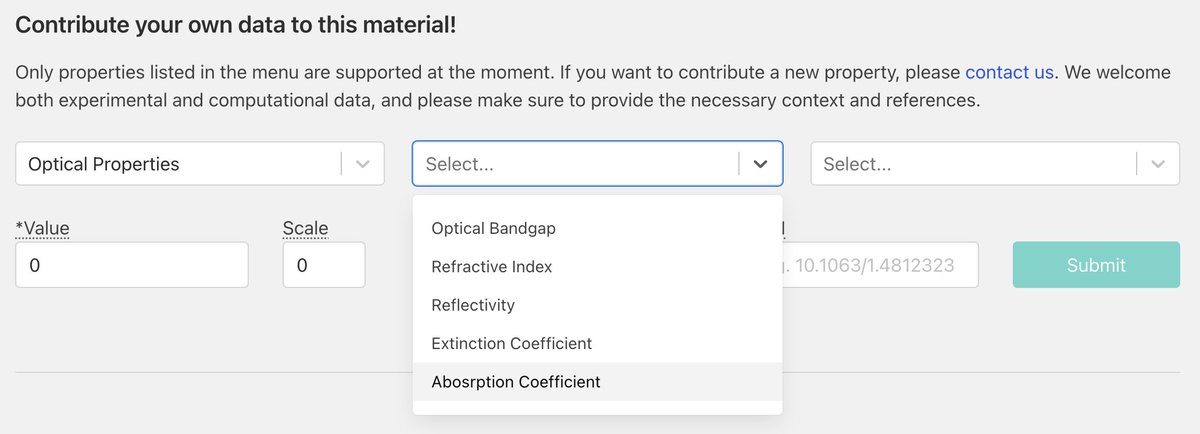 Contribute your own data to this material!
Only properties listed in the menu are supported at the moment. If you want to contribute a new property, please contact us. We welcome
both experimental and computational data, and please make sure to provide the necessary context and references.
Optical Properties
Select...
Select...
*Value
Scale
0
0
10.1063/1.4812323
Submit
Optical Bandgap
Refractive Index
Reflectivity
Extinction Coefficient
Abosrption Coefficient